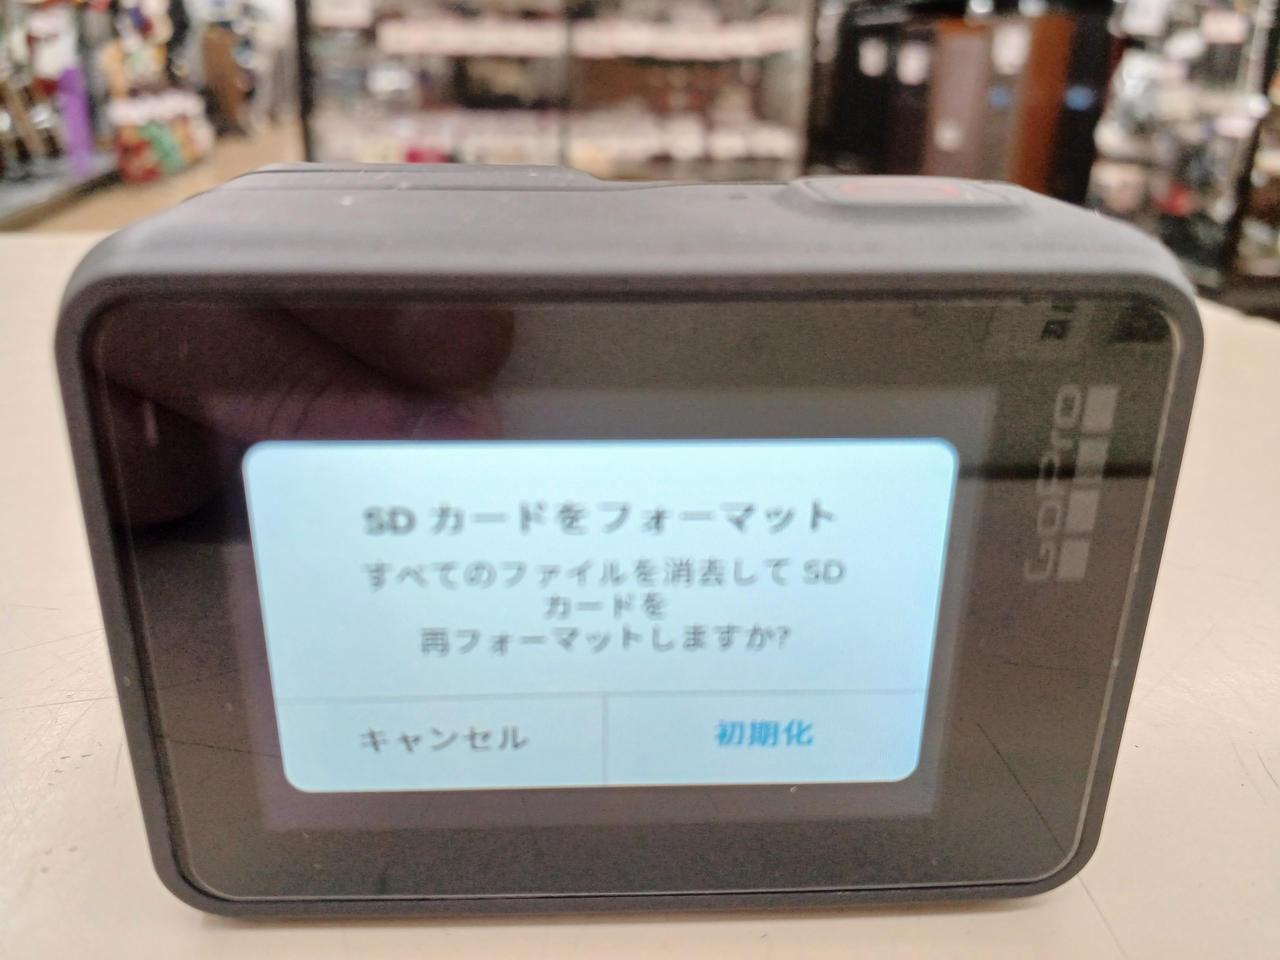 SD カードをフォーマット
すべてのファイルを消去して SD
カードを
再フォーマットしますか?
キャンセル
初期化
GoPro